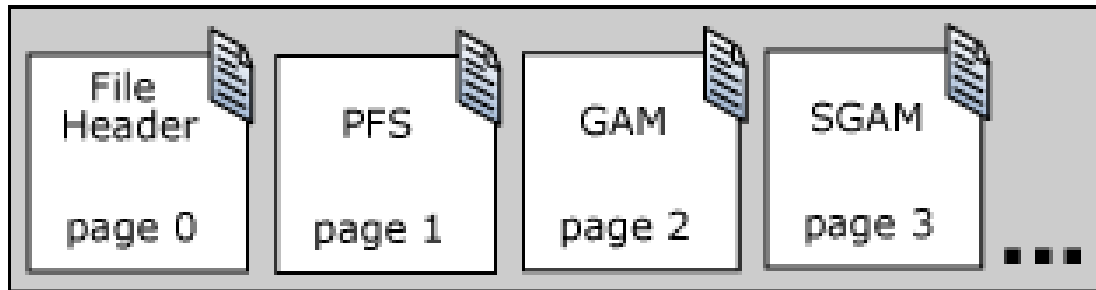 File
Header
page 0
PFS
page 1
GAM
page 2
SGAM
page 3
...